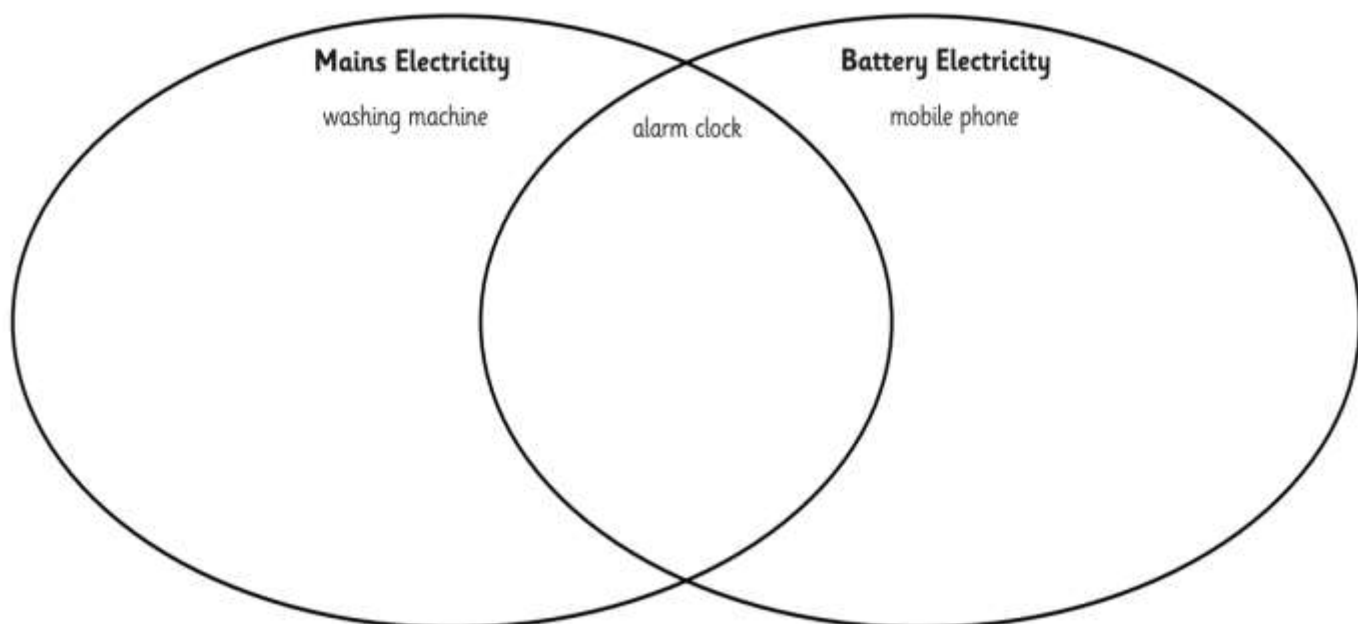 Mains Electricity
Battery Electricity
washing machine
alarm clock
mobile phone